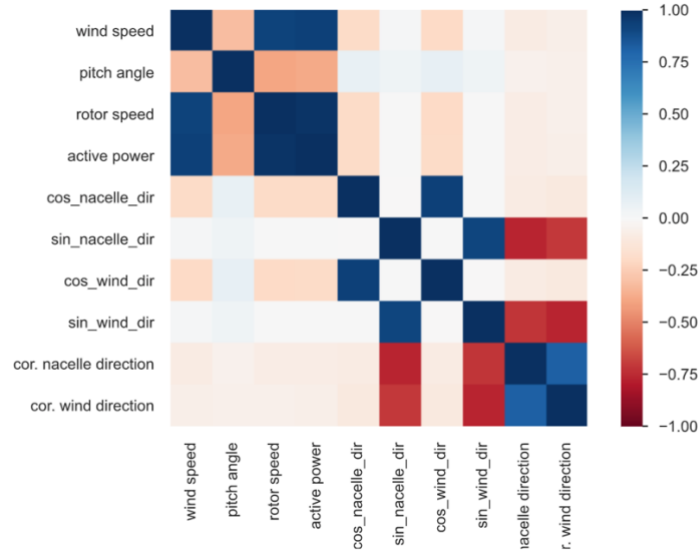 wind speed
pitch angle
rotor speed
active power
cos_nacelle_dir
sin_nacelle_dir
cos_wind_dir
sin_wind_dir
cor. nacelle direction
cor. wind direction
1.00
0.75
0.50
0.25
0.00
−0.25
−0.50
−0.75
−1.00
wind speed
pitch angle
rotor speed
active power
cos_nacelle_dir
sin_nacelle_dir
cos_wind_dir
sin_wind_dir
nacelle direction
r. wind direction